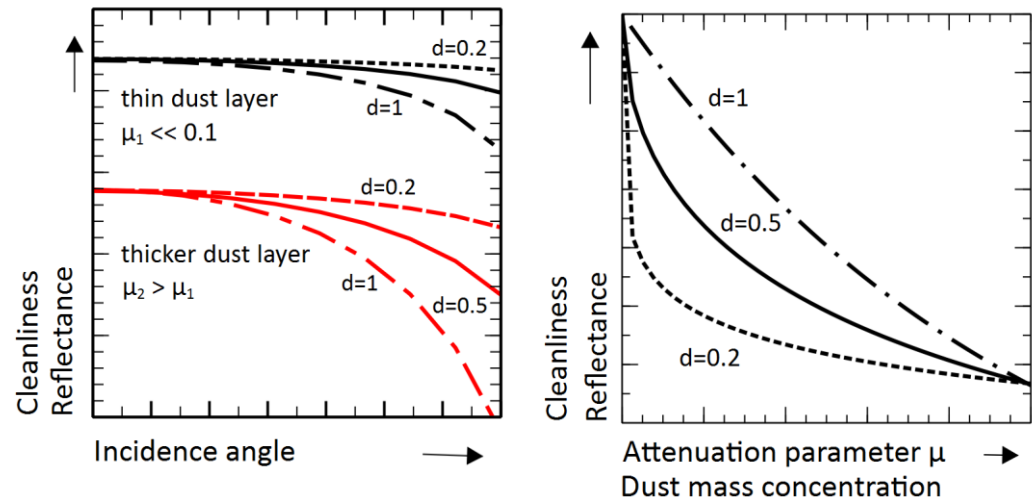 Cleanliness
Reflectance
d=0.2
thin dust layer
d=1
μ₁ << 0.1
d=0.2
thicker dust layer
μ₂ > μ₁
d=1
d=0.5
Incidence angle
Cleanliness
Reflectance
d=1
d=0.5
d=0.2
Attenuation parameter μ
Dust mass concentration